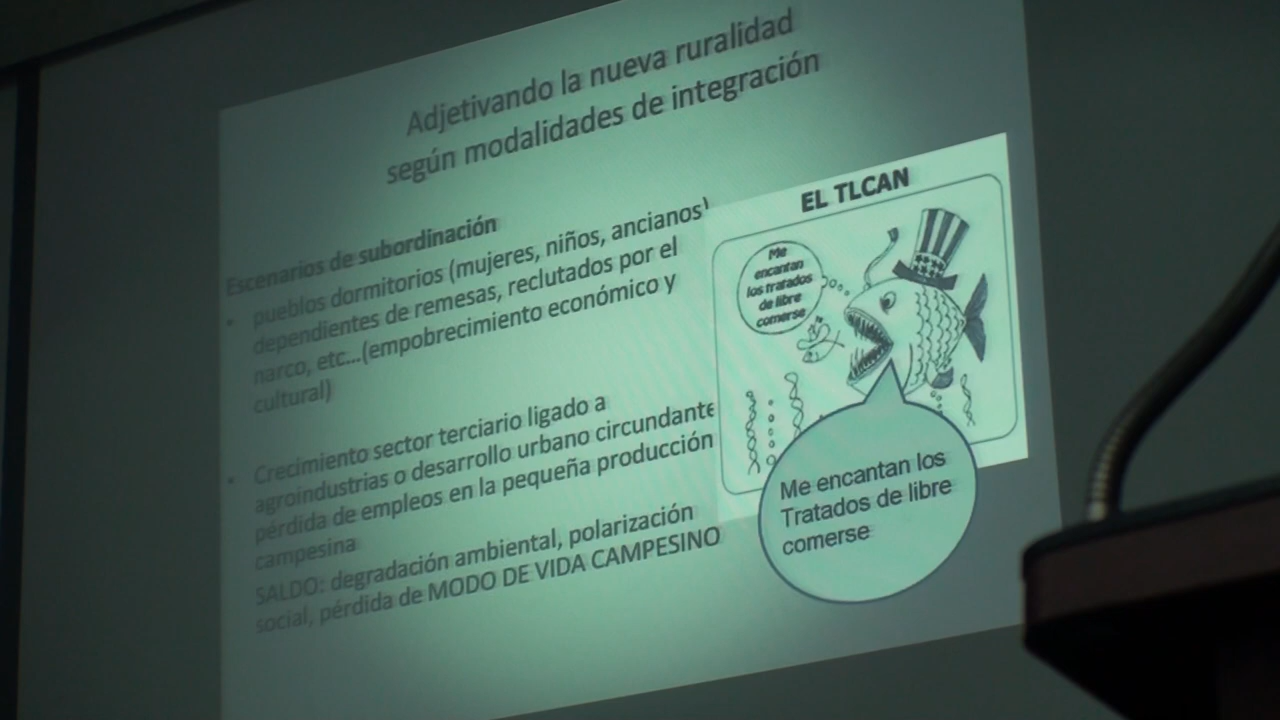 Adjetivando la nueva ruralidad
según modalidades de integración
Escenarios de subordinación
• pueblos dormitorios (mujeres, niños, ancianos)
dependientes de remesas, reclutados por el
narco, etc...(empobrecimiento económico y
cultural)
• Crecimiento sector terciario ligado a
agroindustrias o desarrollo urbano circundante
pérdida de empleos en la pequeña producción
campesina
SALDO: degradación ambiental, polarización
social, pérdida de MODO DE VIDA CAMPESINO
EL TLCAN
Me
encantan
los tratados
de libre
comerse
Me encantan los
Tratados de libre
comerse